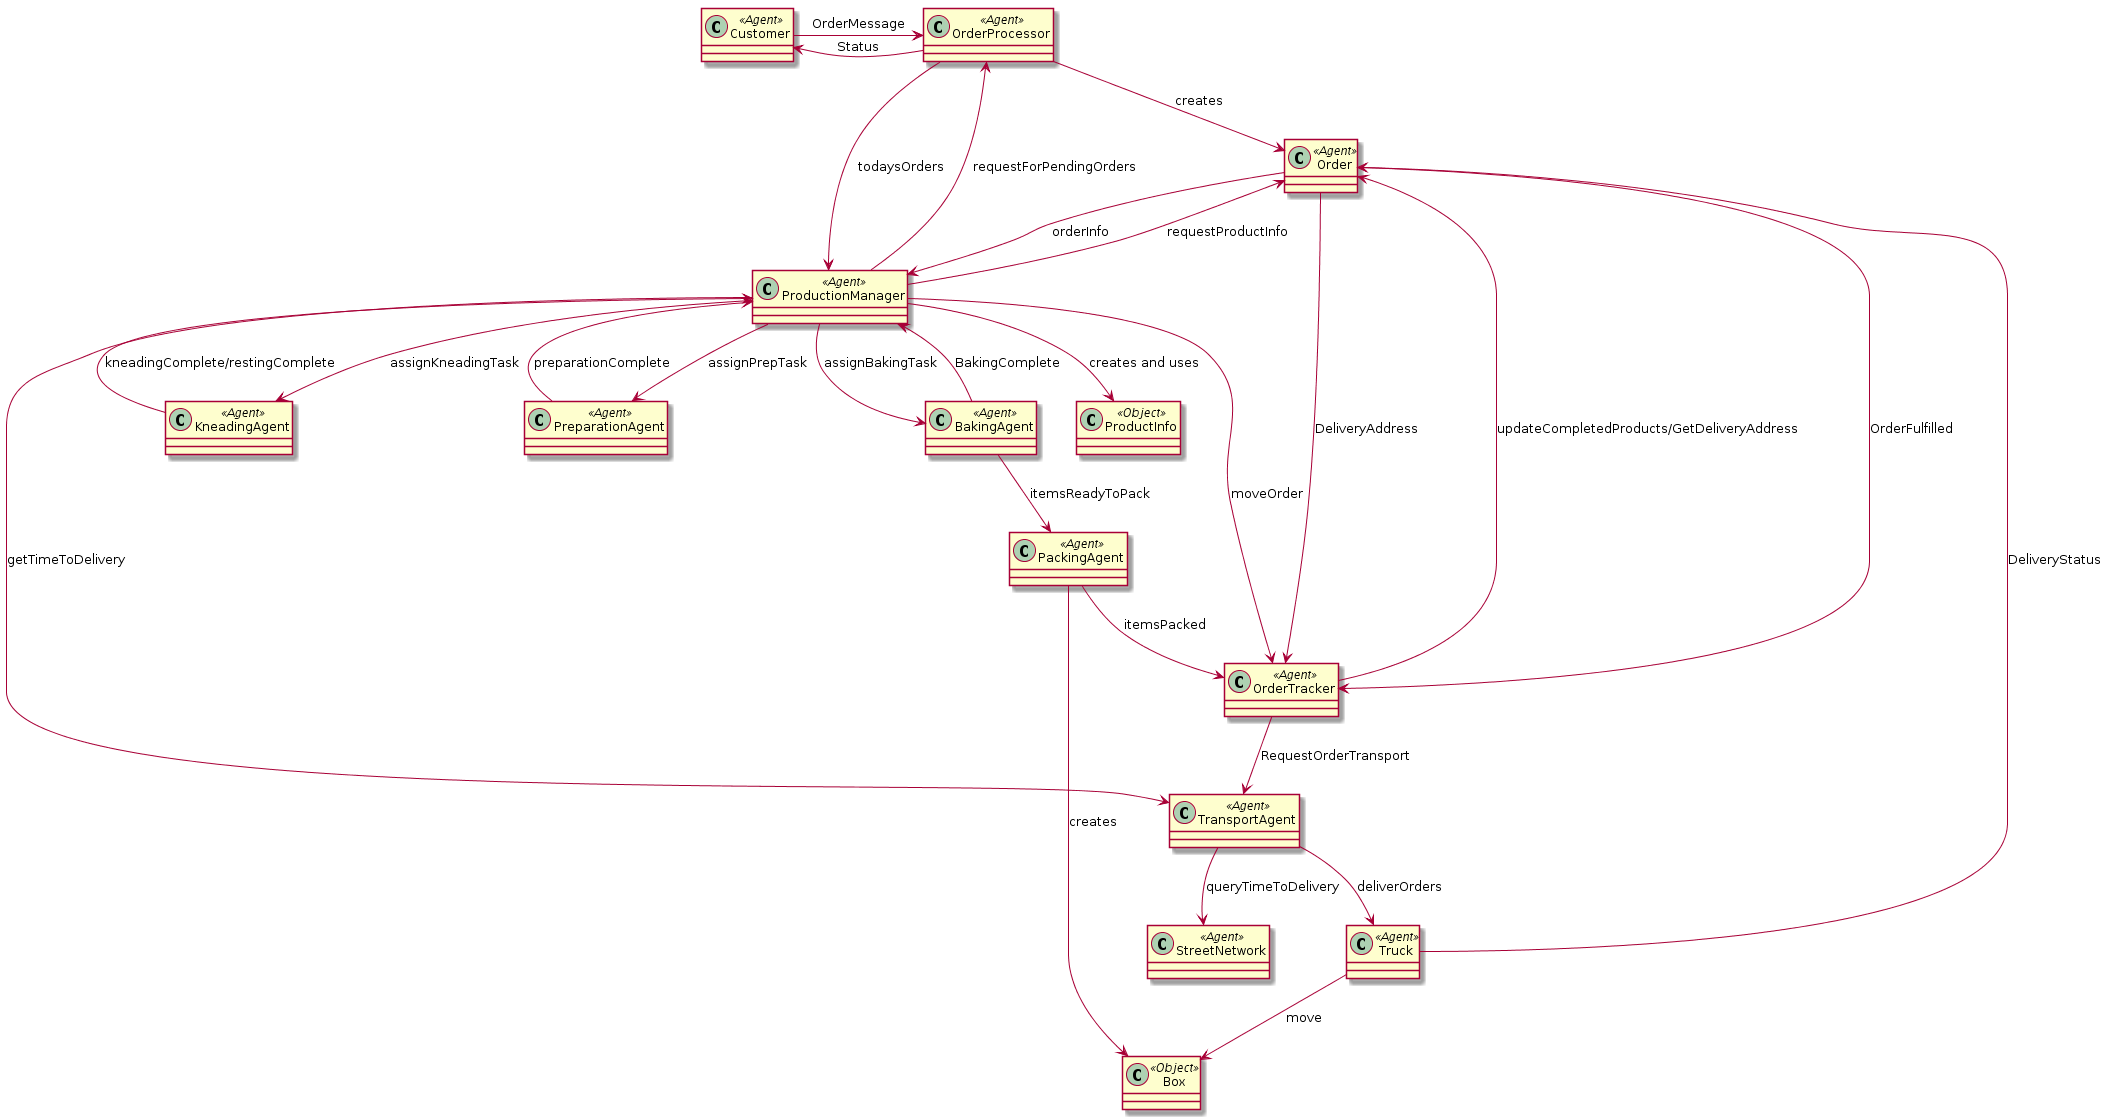 C «Agent»
Customer
OrderMessage
Status
C «Agent»
OrderProcessor
creates
C «Agent»
Order
todaysOrders
requestForPendingOrders
orderInfo
requestProductInfo
C «Agent»
ProductionManager
kneadingComplete/restingComplete
assignKneadingTask
preparationComplete
assignPrepTask
assignBakingTask
BakingComplete
creates and uses
C «Agent»
KneadingAgent
C «Agent»
PreparationAgent
C «Agent»
BakingAgent
C «Object»
ProductInfo
DeliveryAddress
updateCompletedProducts/GetDeliveryAddress
OrderFulfilled
itemsReadyToPack
moveOrder
C «Agent»
PackingAgent
getTimeToDelivery
DeliveryStatus
itemsPacked
C «Agent»
OrderTracker
RequestOrderTransport
creates
C «Agent»
TransportAgent
queryTimeToDelivery
deliverOrders
C «Agent»
StreetNetwork
C «Agent»
Truck
move
C «Object»
Box